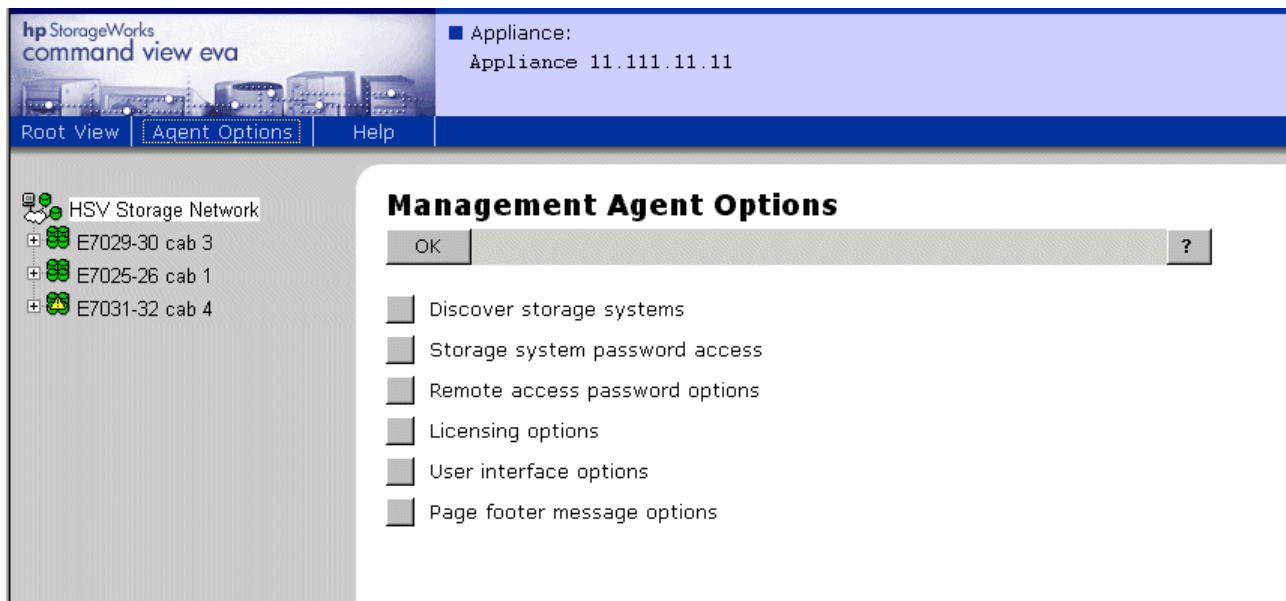 hp StorageWorks
command view eva
Appliance:
Appliance 11.111.11.11
Root View
Agent Options
Help
HSV Storage Network
E7029-30 cab 3
E7025-26 cab 1
E7031-32 cab 4
Management Agent Options
OK
?
Discover storage systems
Storage system password access
Remote access password options
Licensing options
User interface options
Page footer message options